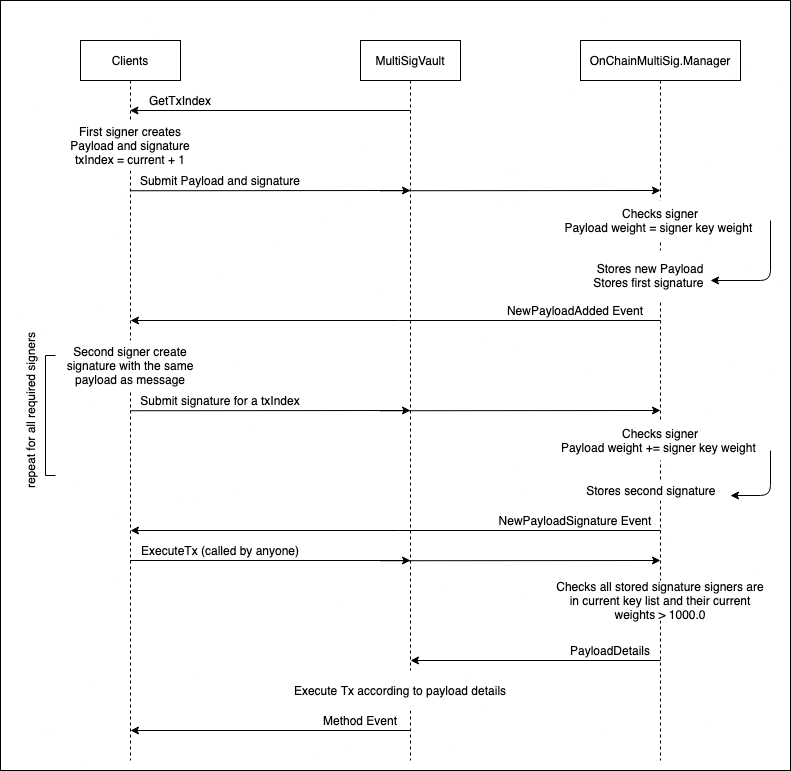 Clients
MultiSigVault
OnChainMultiSig.Manager
GetTxIndex
First signer creates
Payload and signature
txIndex = current + 1
Submit Payload and signature
Checks signer
Payload weight = signer key weight
Stores new Payload
Stores first signature
NewPayloadAdded Event
repeat for all required signers
Second signer create
signature with the same
payload as message
Submit signature for a txIndex
Checks signer
Payload weight += signer key weight
Stores second signature
NewPayloadSignature Event
ExecuteTx (called by anyone)
Checks all stored signature signers are
in current key list and their current
weights > 1000.0
PayloadDetails
Execute Tx according to payload details
Method Event